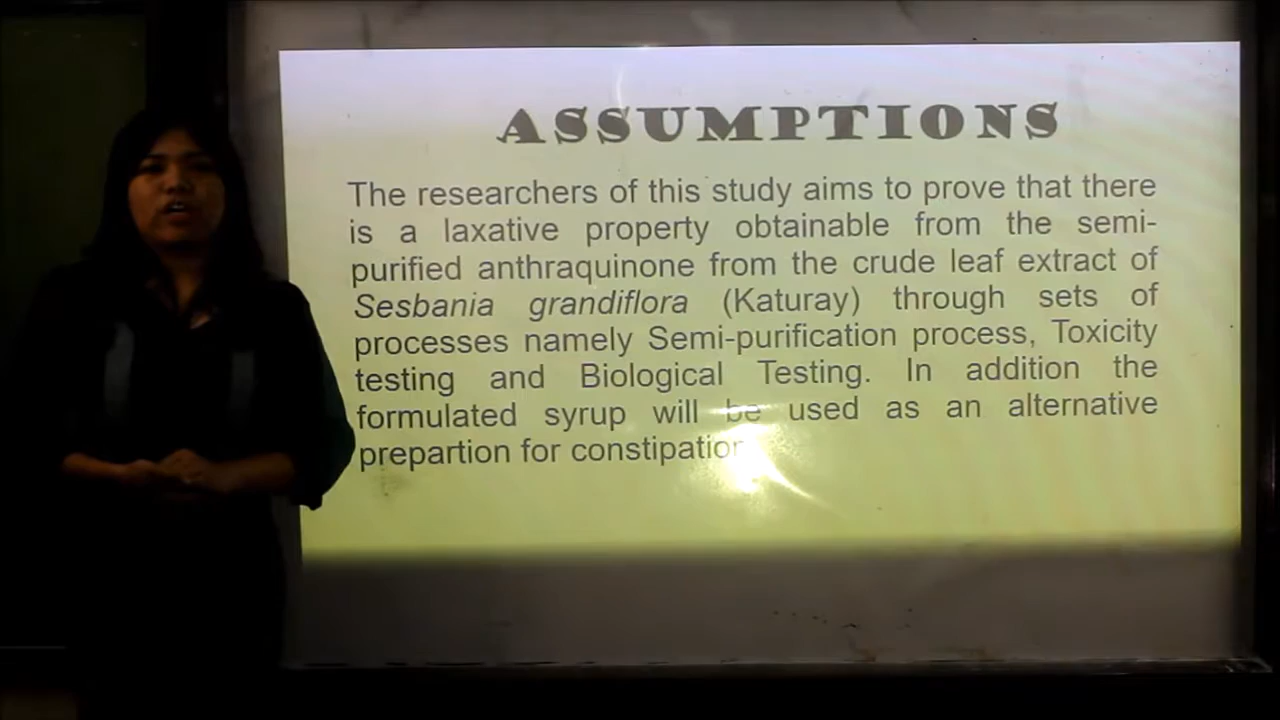 ASSUMPTIONS
The researchers of this study aims to prove that there
is a laxative property obtainable from the semi-
purified anthraquinone from the crude leaf extract of
Sesbania grandiflora (Katuray) through sets of
processes namely Semi-purification process, Toxicity
testing and Biological Testing. In addition the
formulated syrup will be used as an alternative
prepartion for constipation